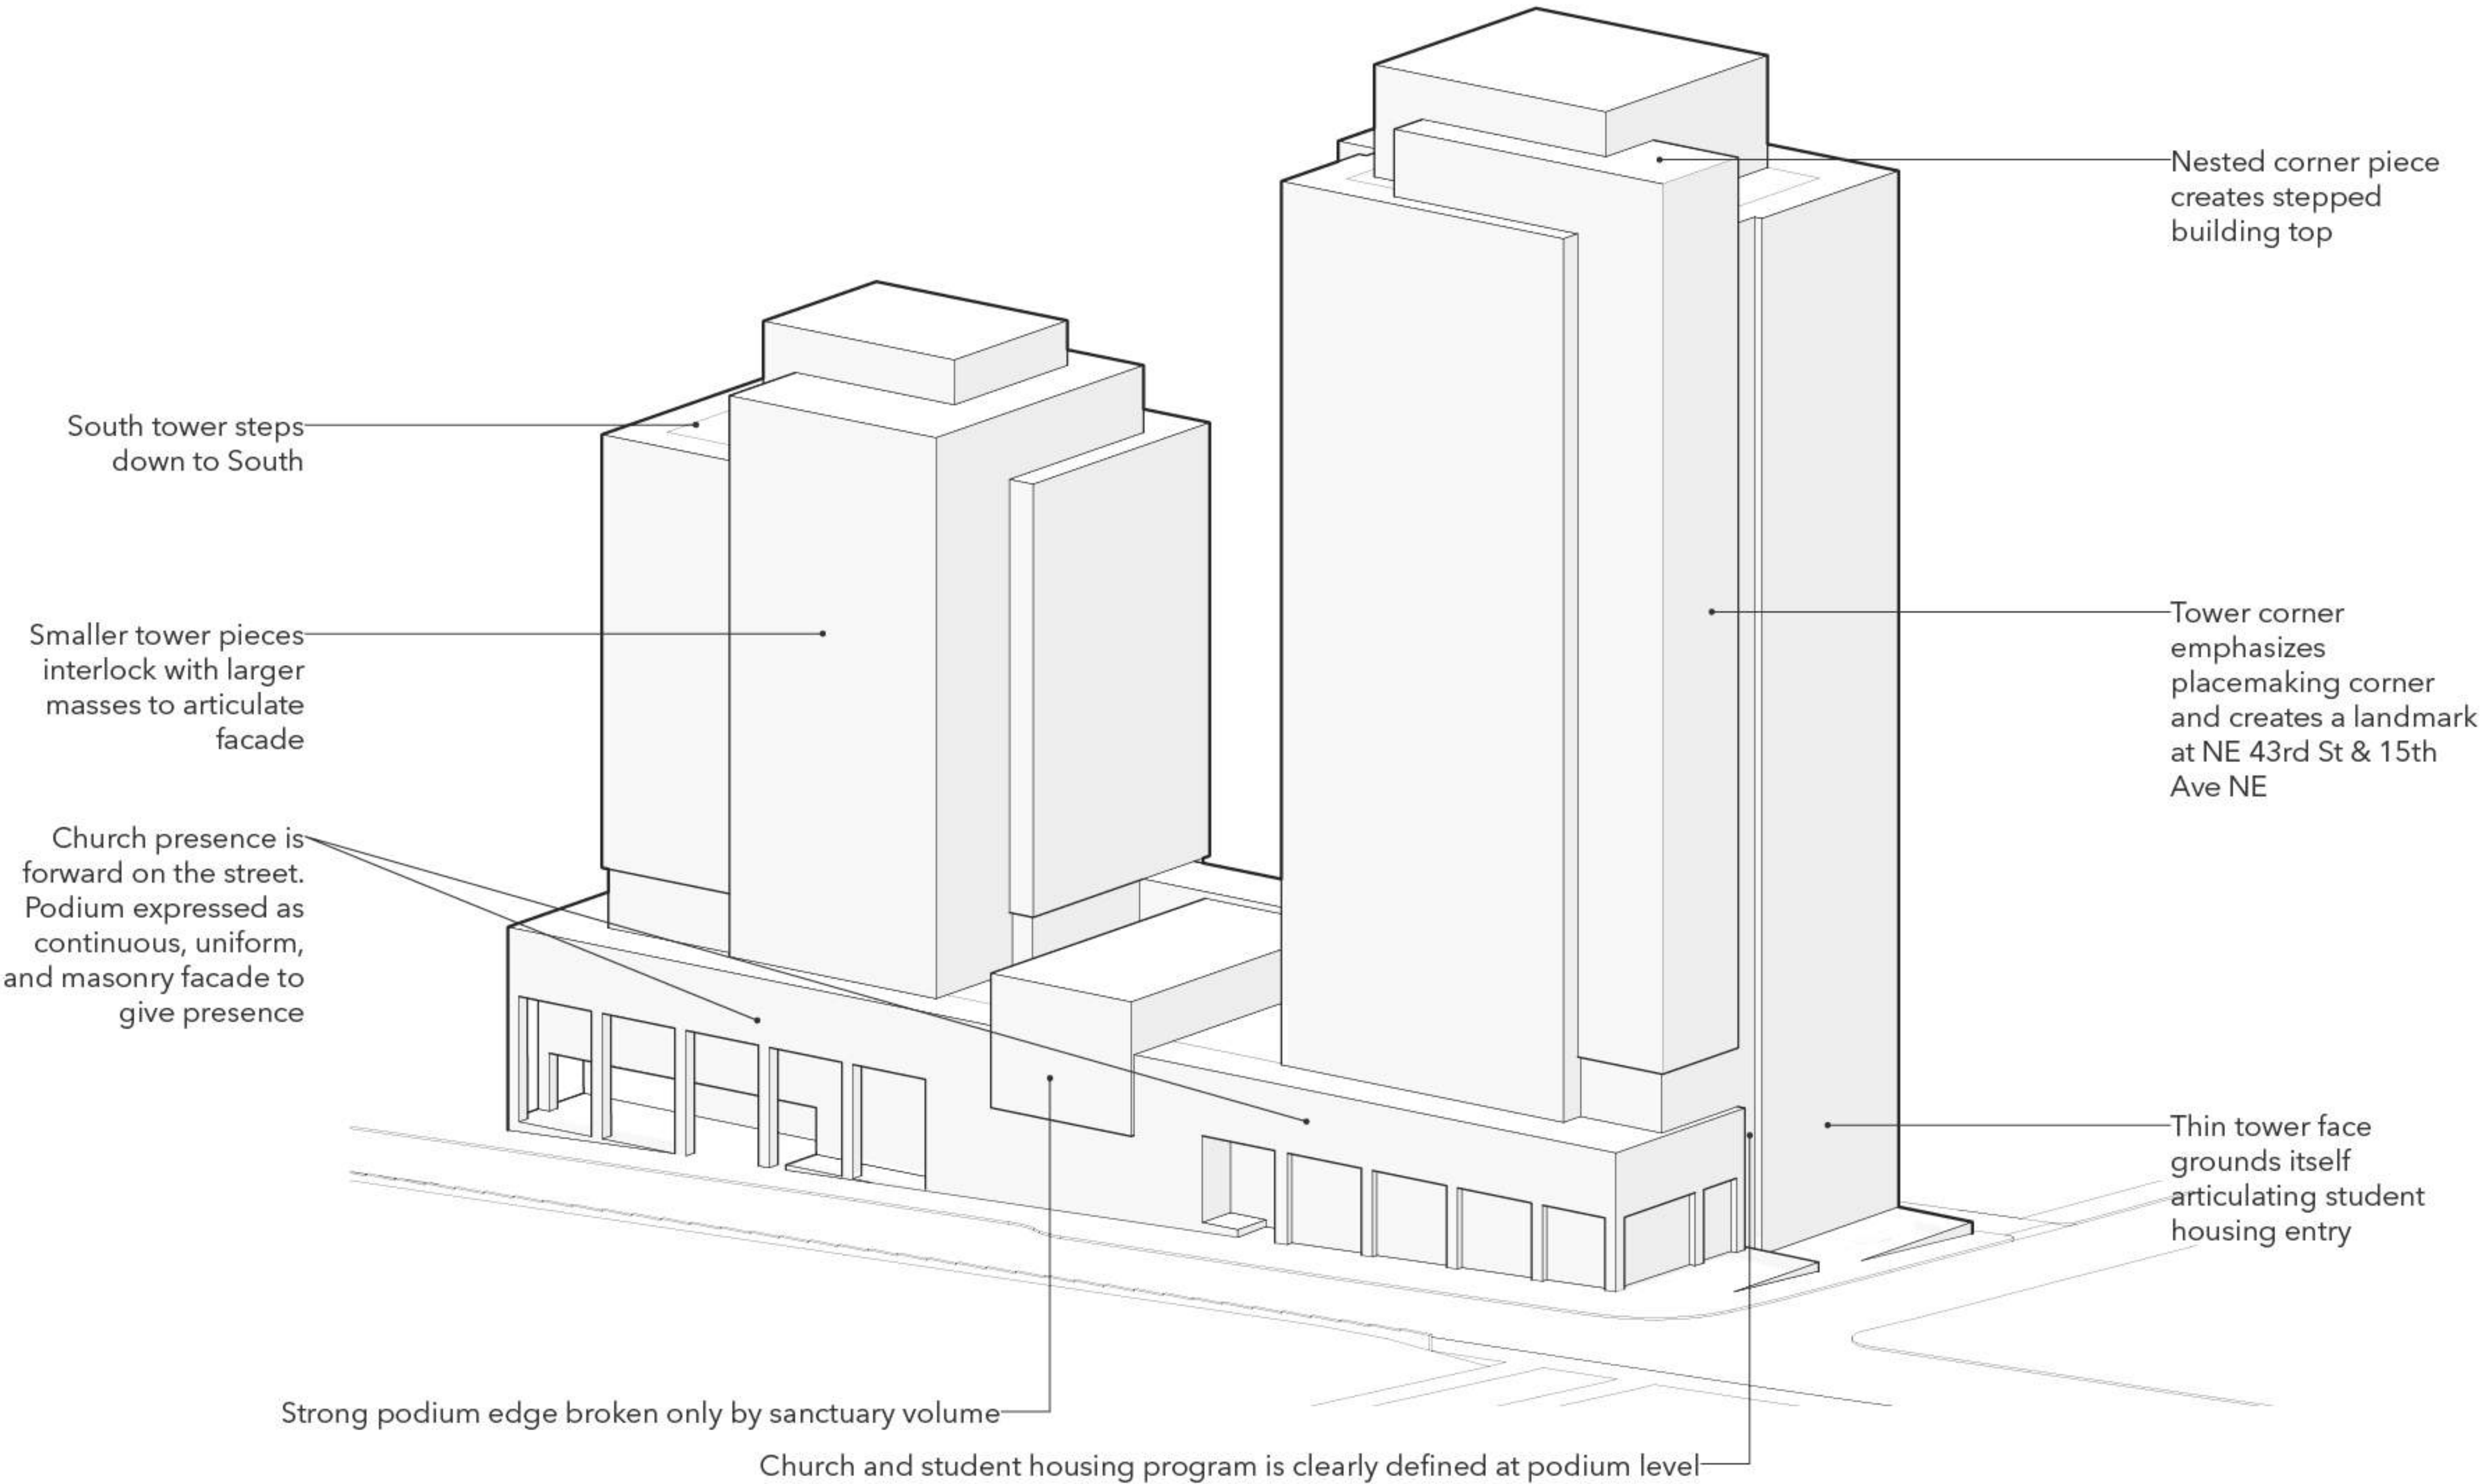 Nested corner piece
creates stepped
building top
South tower steps
down to South
Smaller tower pieces
interlock with larger
masses to articulate
facade
Tower corner
emphasizes
placemaking corner
and creates a landmark
at NE 43rd St & 15th
Ave NE
Church presence is
forward on the street.
Podium expressed as
continuous, uniform,
and masonry facade to
give presence
Thin tower face
grounds itself
articulating student
housing entry
Strong podium edge broken only by sanctuary volume
Church and student housing program is clearly defined at podium level